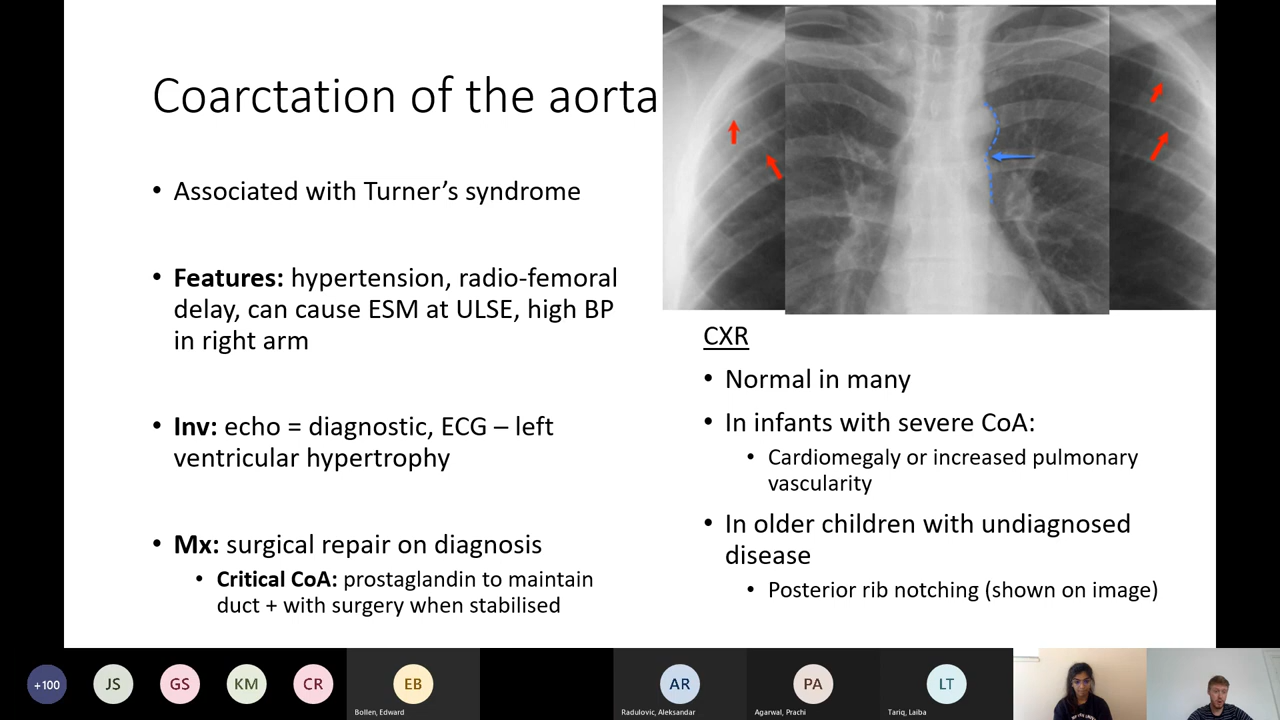 Coarctation of the aorta
• Associated with Turner's syndrome
• Features: hypertension, radio-femoral
delay, can cause ESM at ULSE, high BP
in right arm
• Inv: echo = diagnostic, ECG – left
ventricular hypertrophy
• Mx: surgical repair on diagnosis
• Critical CoA: prostaglandin to maintain
duct + with surgery when stabilised
CXR
• Normal in many
• In infants with severe CoA:
• Cardiomegaly or increased pulmonary
vascularity
• In older children with undiagnosed
disease
• Posterior rib notching (shown on image)
+100
JS
GS
KM
CR
EB
Bollen, Edward
AR
Radulovic, Aleksandar
PA
Agarwal, Prachi
LT
Tariq, Laiba